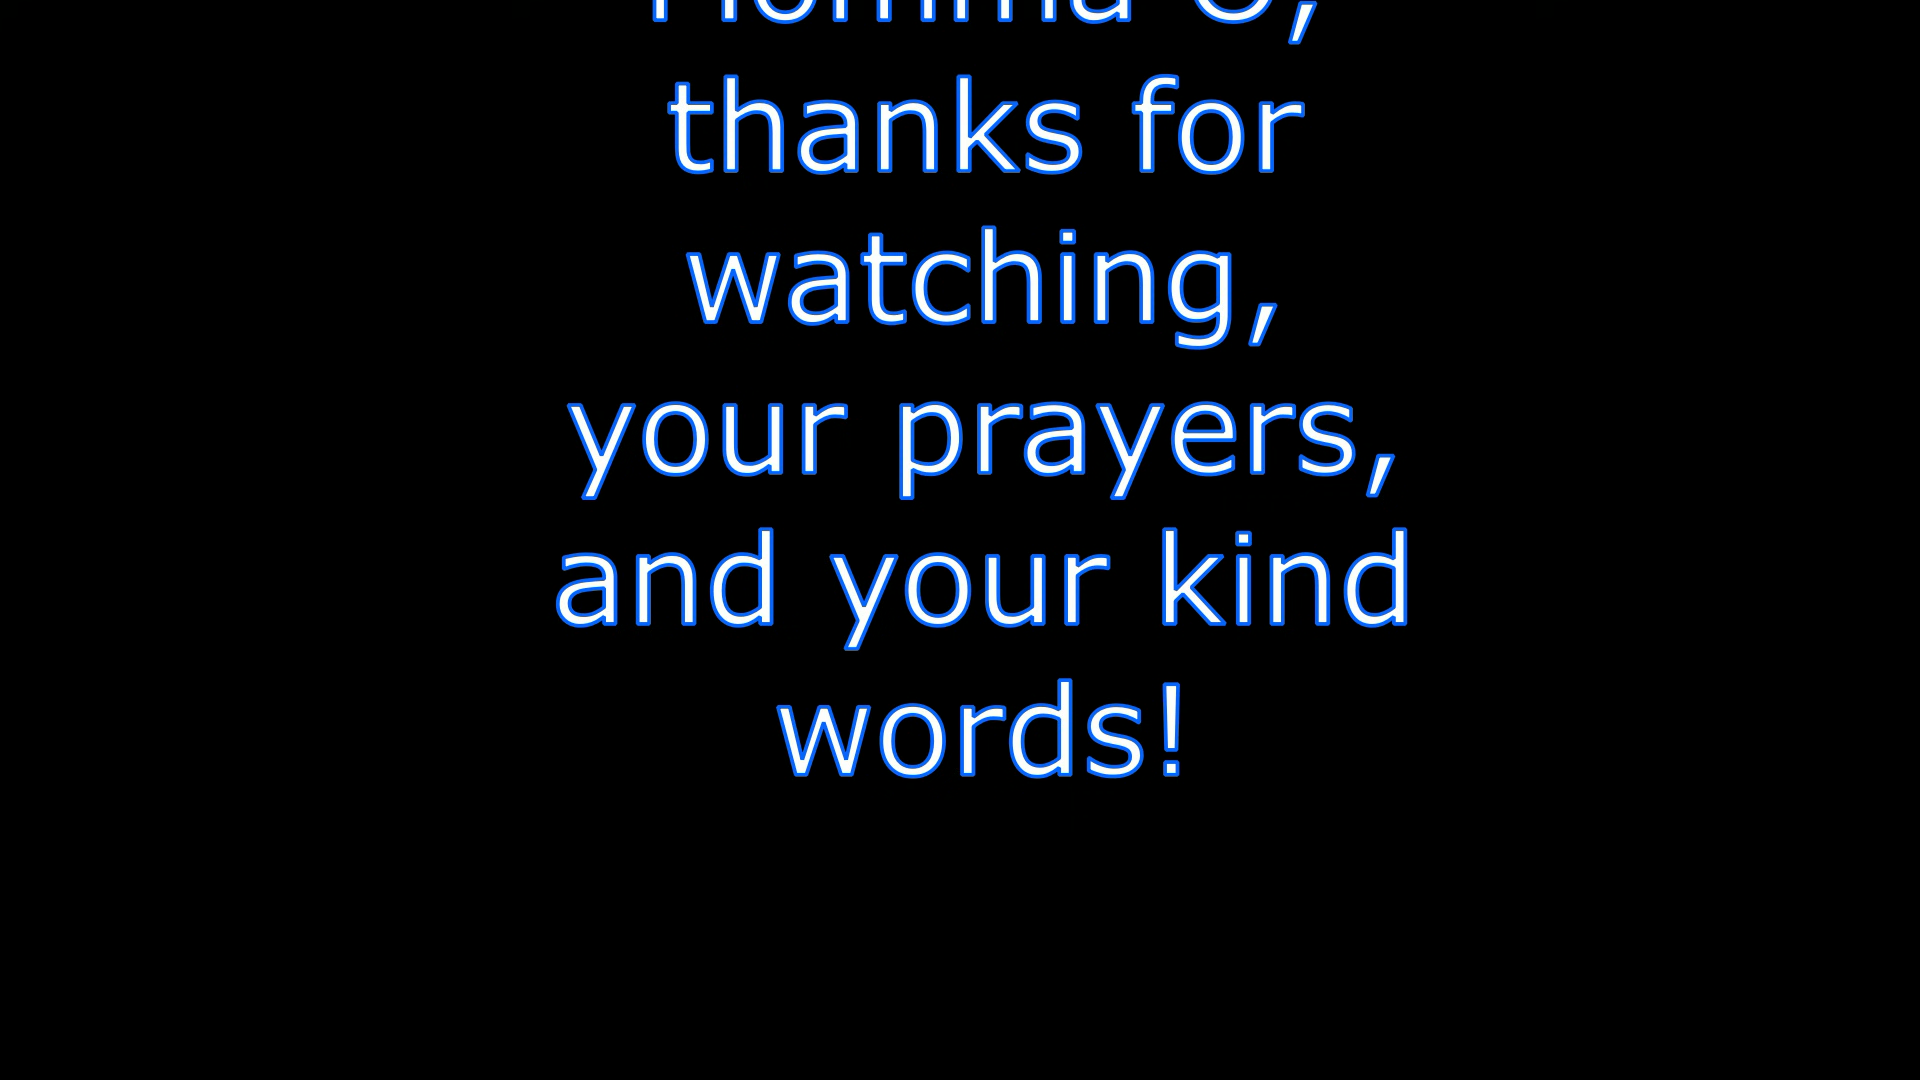 thanks for
watching,
your prayers,
and your kind
words!